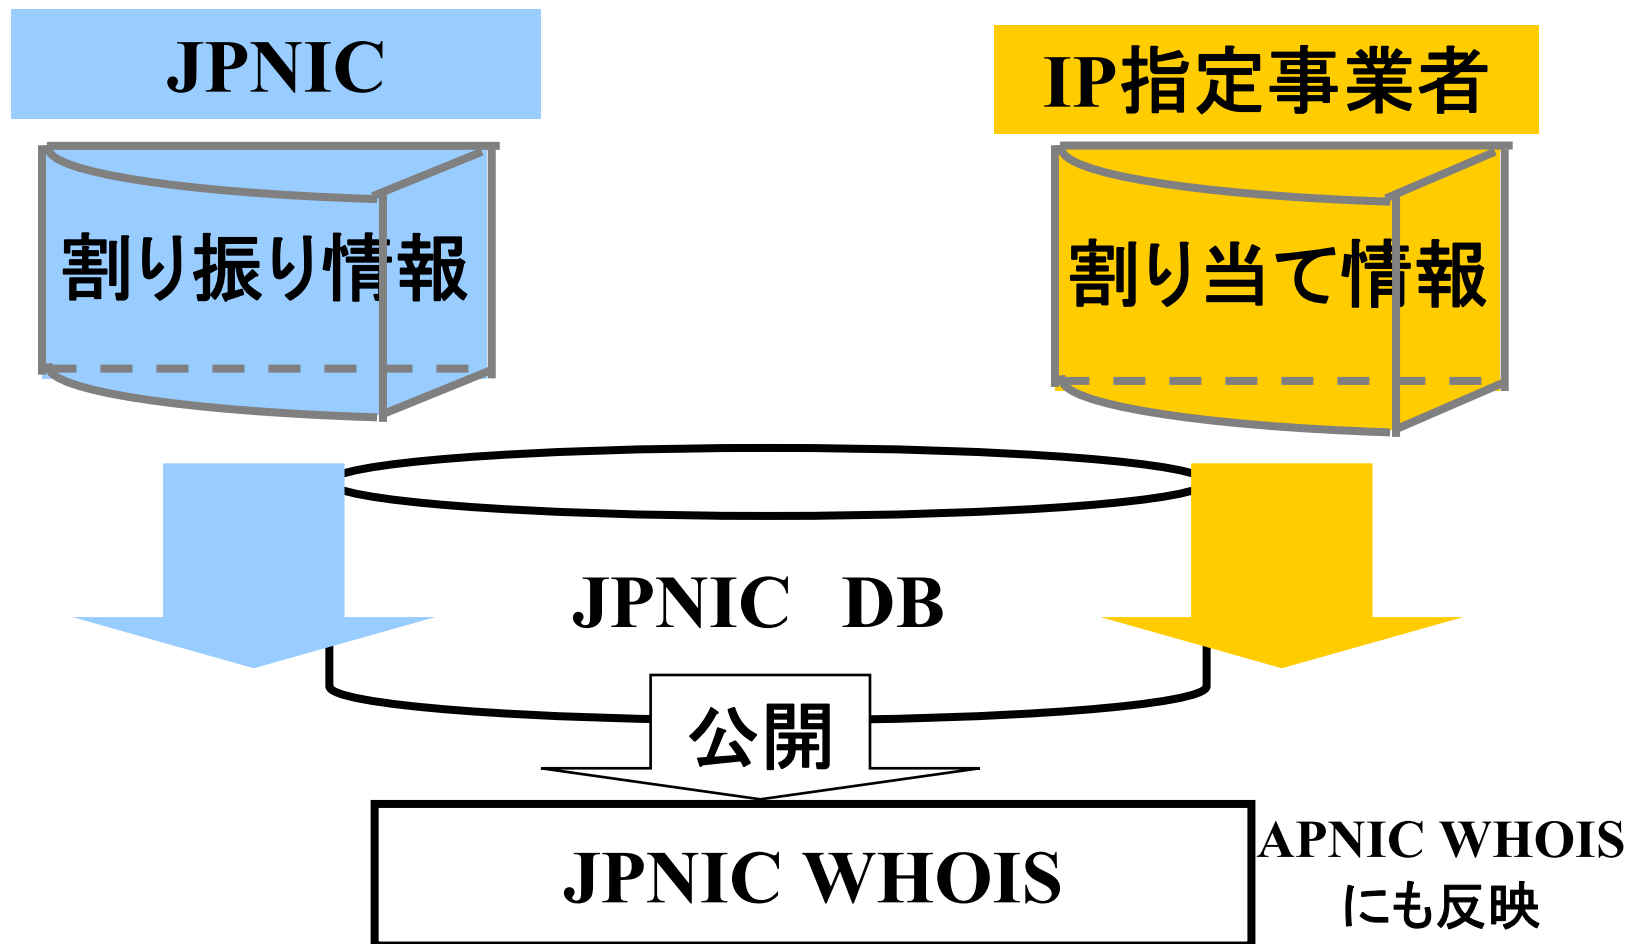 JPNIC
IP指定事業者
割り振り情報
割り当て情報
JPNIC DB
公開
JPNIC WHOIS
APNIC WHOIS
にも反映